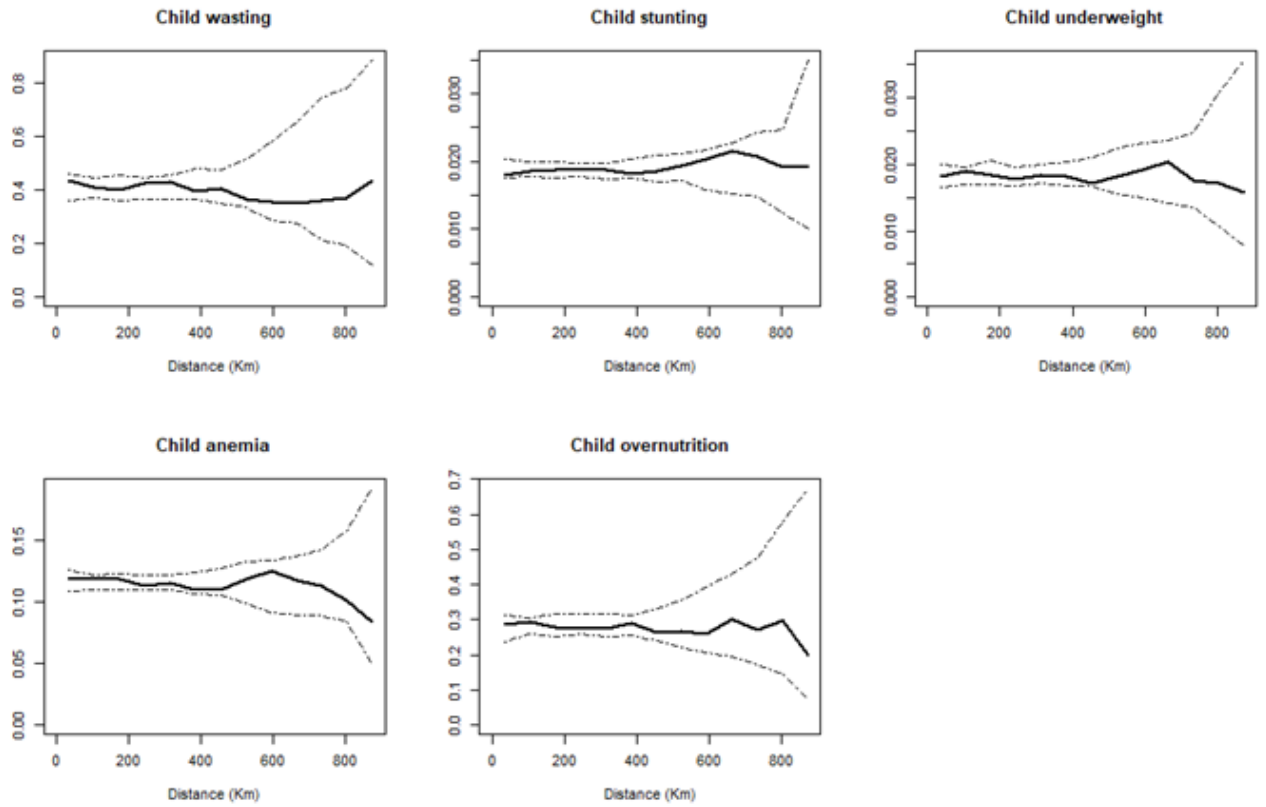 Child wasting
0.8
0.6
0.4
0.2
0.0
0 200 400 600 800
Distance (Km)
Child stunting
0.030
0.020
0.010
0.000
0 200 400 600 800
Distance (Km)
Child underweight
0.030
0.020
0.010
0.000
0 200 400 600 800
Distance (Km)
Child anemia
0.15
0.10
0.05
0.00
0 200 400 600 800
Distance (Km)
Child overnutrition
0.7
0.6
0.5
0.4
0.3
0.2
0.1
0.0
0 200 400 600 800
Distance (Km)